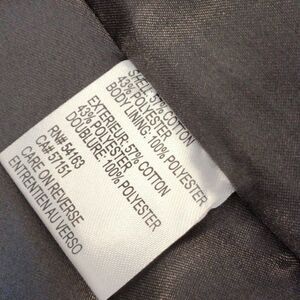 SHELL: 57% COTTON
43% POLYESTER
BODY LINING: 100% POLYESTER
EXTERIEUR: 57% COTTON
43% POLYESTER
DOUBLURE: 100% POLYESTER
RN# 54163
CA# 57151
CARE ON REVERSE
ENTRENTIEN AU VERSO